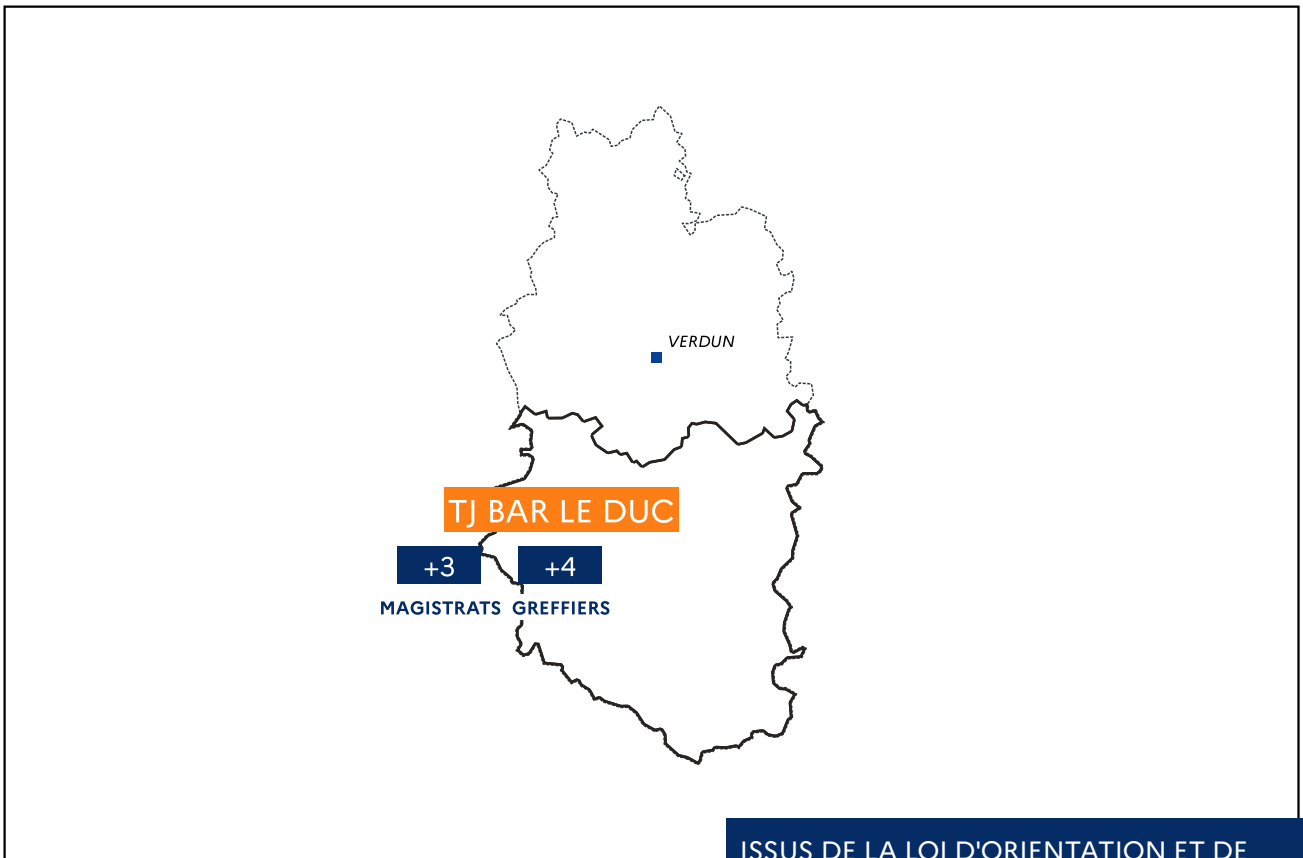 VERDUN
TJ BAR LE DUC
+3 +4
MAGISTRATS GREFFIERS
ISSUS DE LA LOI D'ORIENTATION ET DE